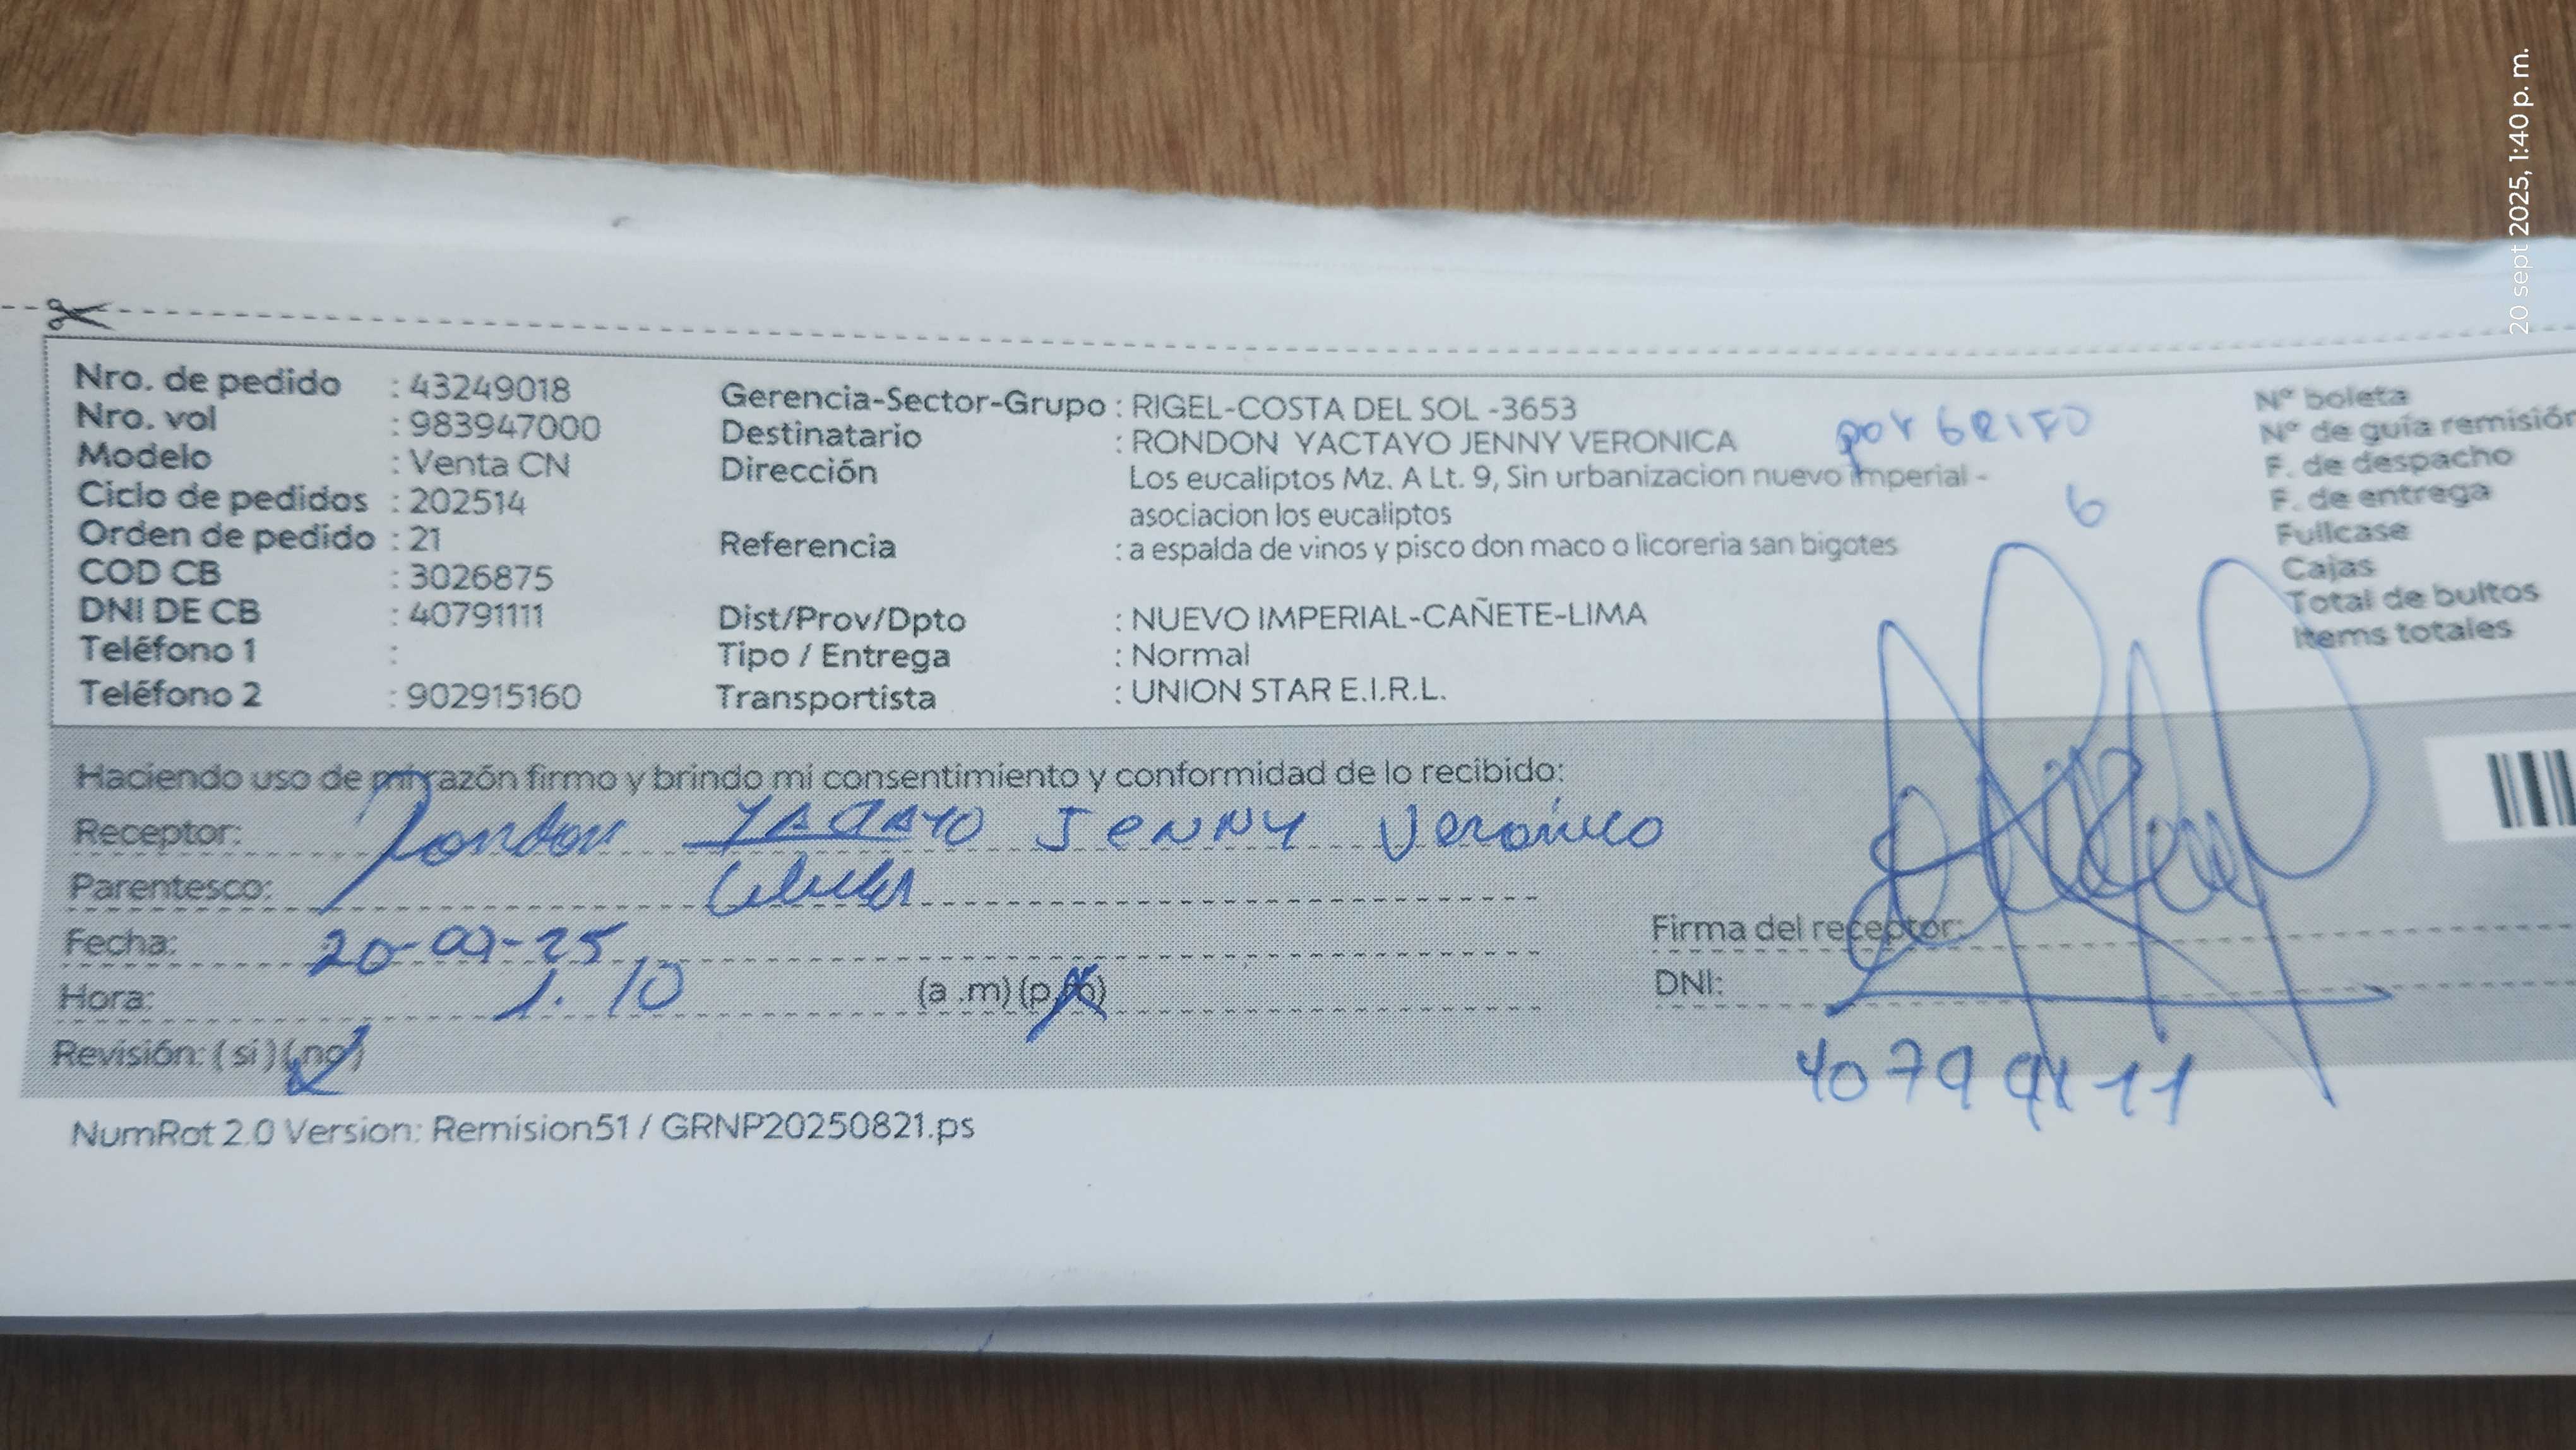 20 sept 2025, 1:40 p. m.
Nro. de pedido : 43249018
Nro. vol : 983947000
Modelo : Venta CN
Ciclo de pedidos : 202514
Orden de pedido : 21
COD CB : 3026875
DNI DE CB : 40791111
Teléfono 1 :
Teléfono 2 : 902915160
Gerencia-Sector-Grupo : RIGEL-COSTA DEL SOL -3653
Destinatario : RONDON YACTAYO JENNY VERONICA
Dirección Los eucaliptos Mz. A Lt. 9, Sin urbanizacion nuevo imperial -
asociacion los eucaliptos
Referencia : a espalda de vinos y pisco don maco o licoreria san bigotes
Dist/Prov/Dpto : NUEVO IMPERIAL-CAÑETE-LIMA
Tipo / Entrega : Normal
Transportista : UNION STAR E.I.R.L.
por GRIFO
6
Nº boleta
Nº de guía remisión
F. de despacho
F. de entrega
Fullcase
Cajas
Total de bultos
Items totales
Haciendo uso de mi razón firmo y brindo mi consentimiento y conformidad de lo recibido:
Receptor: Rondon YACTAYO JENNY Veronica
Parentesco:
Fecha: 20-09-25
Hora: 1.10 (a .m) (p.m)
Revisión: ( si ) ( no )
Firma del receptor:
DNI:
NumRot 2.0 Version: Remision51 / GRNP20250821.ps